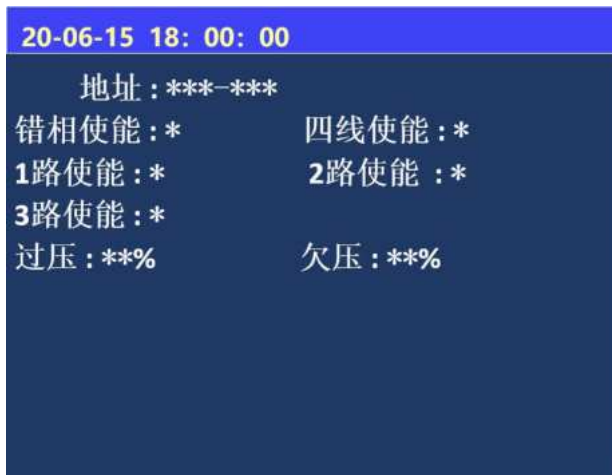 20-06-15 18: 00: 00
地址 : ***-***
错相使能 : * 四线使能 : *
1路使能 : * 2路使能 : *
3路使能 : *
过压 : **% 欠压 : **%